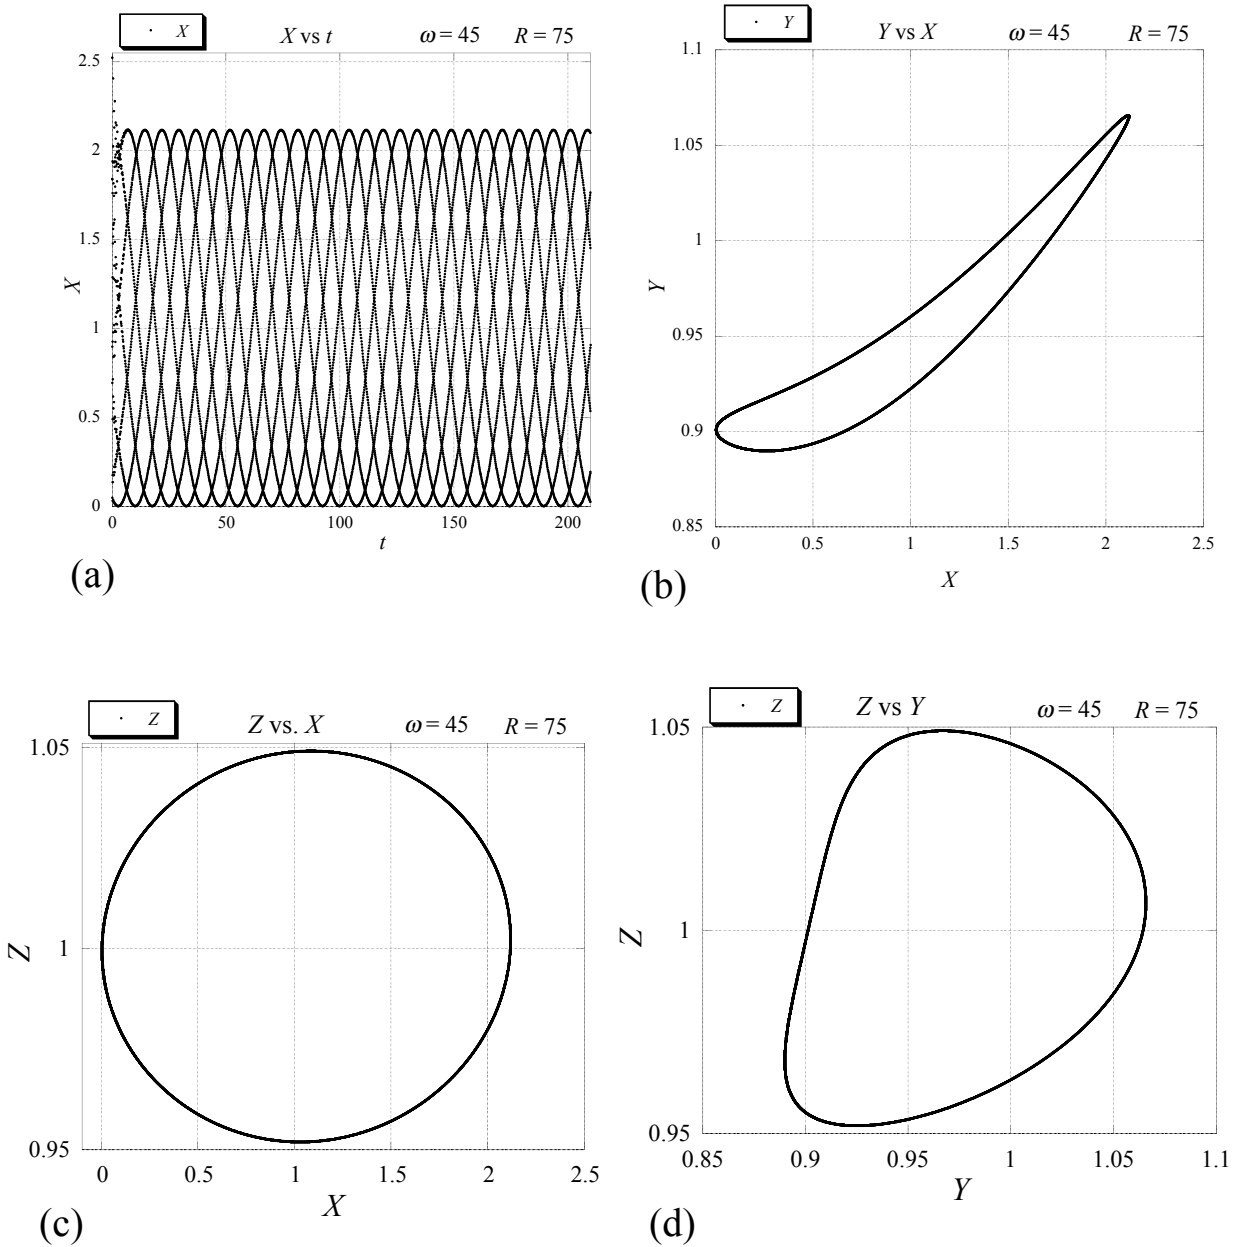 X
X vs t
ω = 45
R = 75
2.5
2
1.5
1
0.5
0
X
0
50
100
150
200
t
(a)
Y
Y vs X
ω = 45
R = 75
1.1
1.05
1
0.95
0.9
0.85
Y
0
0.5
1
1.5
2
2.5
X
(b)
Z
Z vs. X
ω = 45
R = 75
1.05
1
0.95
Z
0
0.5
1
1.5
2
2.5
X
(c)
Z
Z vs Y
ω = 45
R = 75
1.05
1
0.95
Z
0.85
0.9
0.95
1
1.05
1.1
Y
(d)